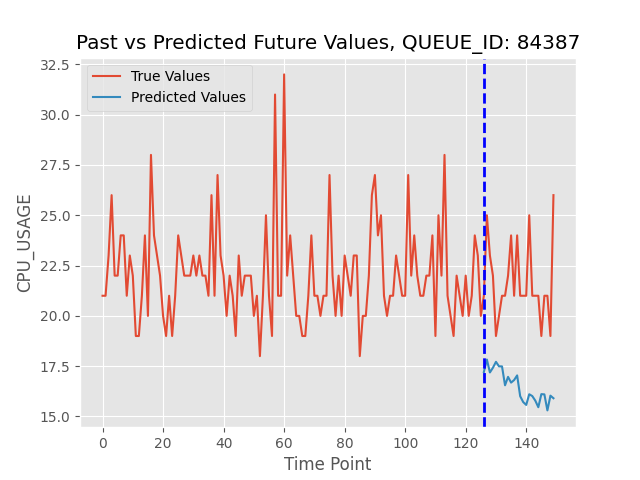 Past vs Predicted Future Values, QUEUE_ID: 84387
True Values
Predicted Values
32.5
30.0
27.5
25.0
22.5
20.0
17.5
15.0
CPU_USAGE
0 20 40 60 80 100 120 140
Time Point